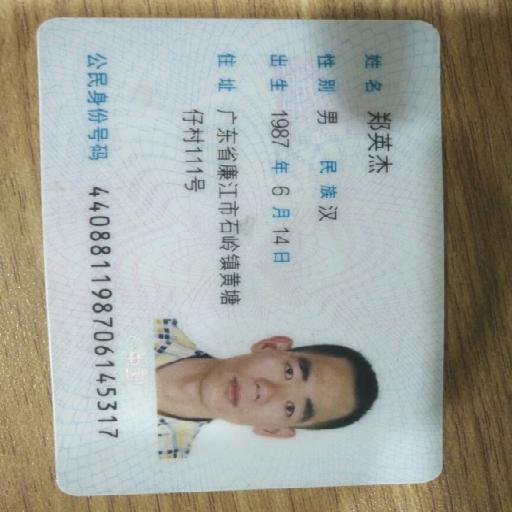 姓名 郑英杰
性别 男 民族 汉
出生 1987 年 6 月 14 日
住址 广东省廉江市石岭镇黄塘
仔村111号
公民身份号码 440881198706145317